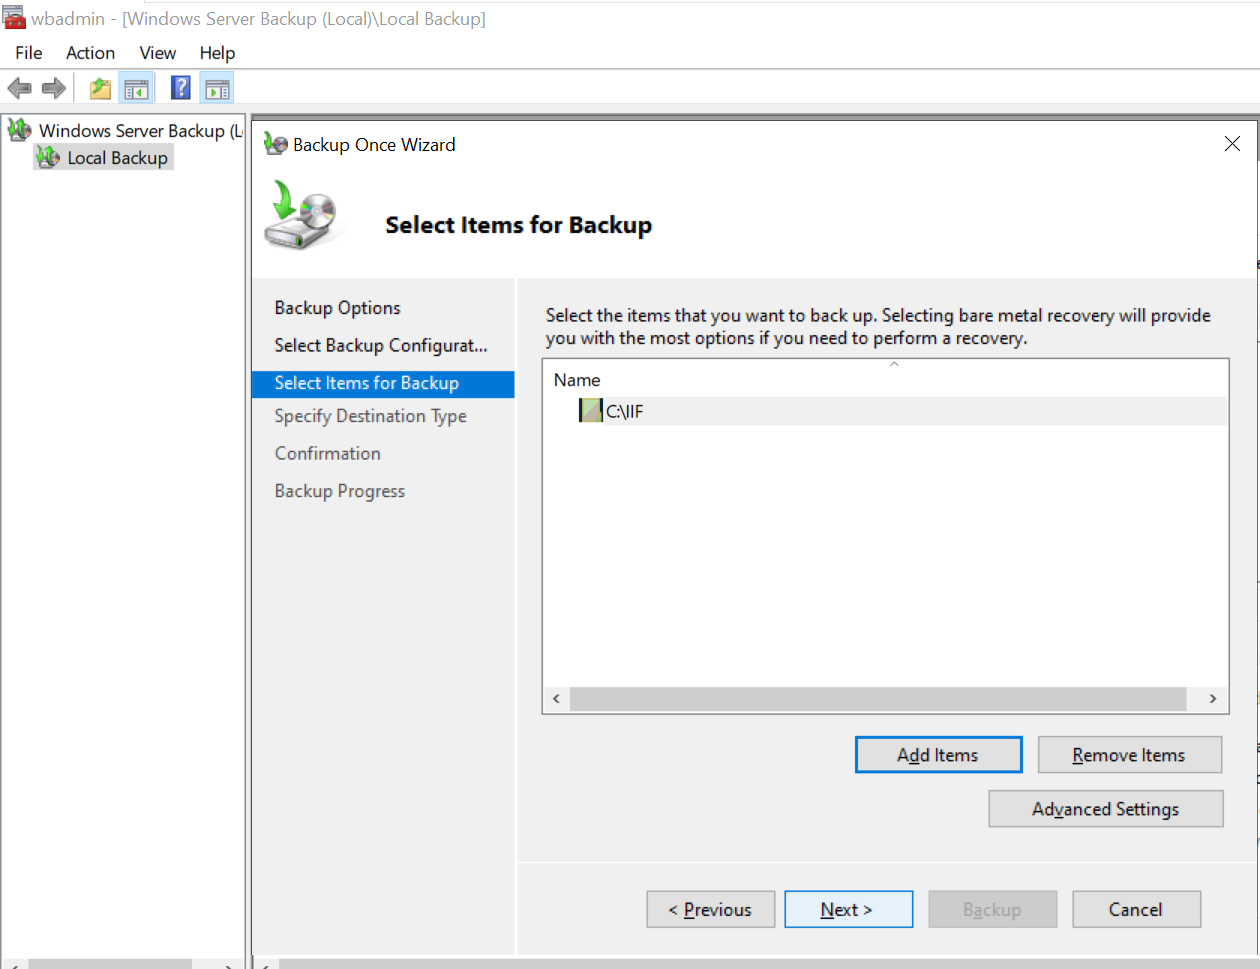 wbadmin - [Windows Server Backup (Local)\Local Backup]
File Action View Help
Windows Server Backup (L
Local Backup
Backup Once Wizard
Select Items for Backup
Backup Options
Select Backup Configurat...
Select Items for Backup
Specify Destination Type
Confirmation
Backup Progress
Select the items that you want to back up. Selecting bare metal recovery will provide
you with the most options if you need to perform a recovery.
Name
C:\IIF
Add Items
Remove Items
Advanced Settings
< Previous
Next >
Backup
Cancel